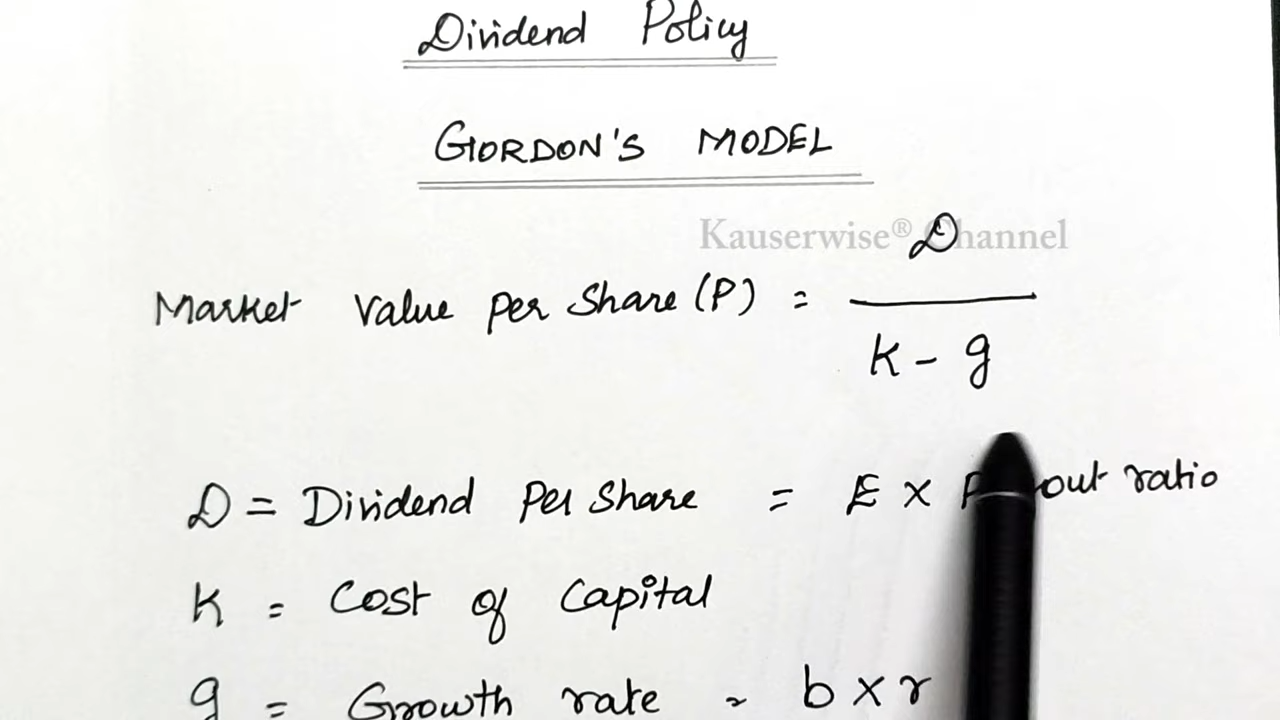 Dividend Policy
GORDON'S MODEL
Kauserwise® Channel
Market Value Per Share (P) = D / K - g
D = Dividend Per Share = E × out ratio
K = Cost of Capital
g = Growth rate = b × r